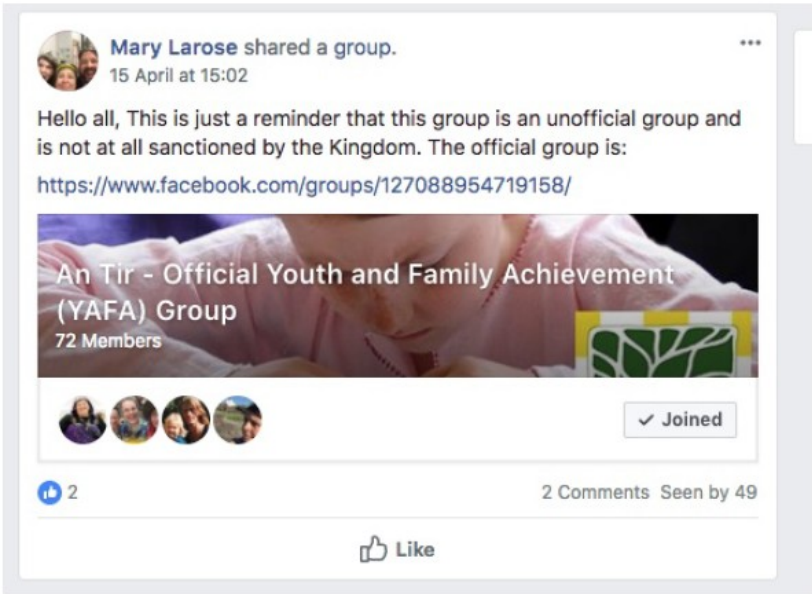 Mary Larose shared a group.
15 April at 15:02
Hello all, This is just a reminder that this group is an unofficial group and
is not at all sanctioned by the Kingdom. The official group is:
https://www.facebook.com/groups/127088954719158/
An Tir - Official Youth and Family Achievement
(YAFA) Group
72 Members
Joined
2
2 Comments Seen by 49
Like